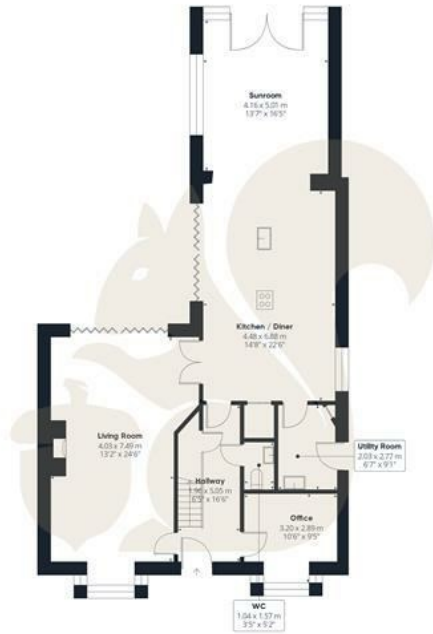 Sunroom
4.16 x 5.01 m
13'7" x 16'5"
Kitchen / Diner
4.48 x 6.88 m
14'8" x 22'6"
Living Room
4.03 x 7.49 m
13'2" x 24'6"
Utility Room
2.03 x 2.77 m
6'7" x 9'1"
Hallway
1.96 x 5.05 m
6'5" x 16'6"
Office
3.20 x 2.89 m
10'6" x 9'5"
WC
1.04 x 1.57 m
3'5" x 5'2"